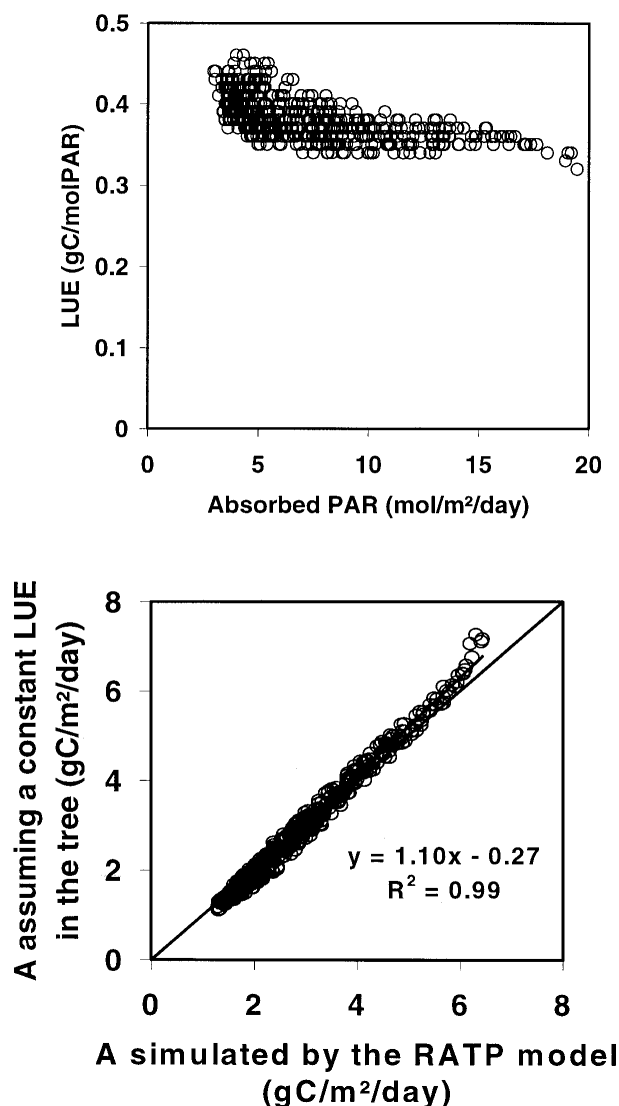 0.5
0.4
0.3
0.2
0.1
0
LUE (gC/molPAR)
0 5 10 15 20
Absorbed PAR (mol/m²/day)
8
6
4
2
0
A assuming a constant LUE
in the tree (gC/m²/day)
y = 1.10x - 0.27
R² = 0.99
0 2 4 6 8
A simulated by the RATP model
(gC/m²/day)